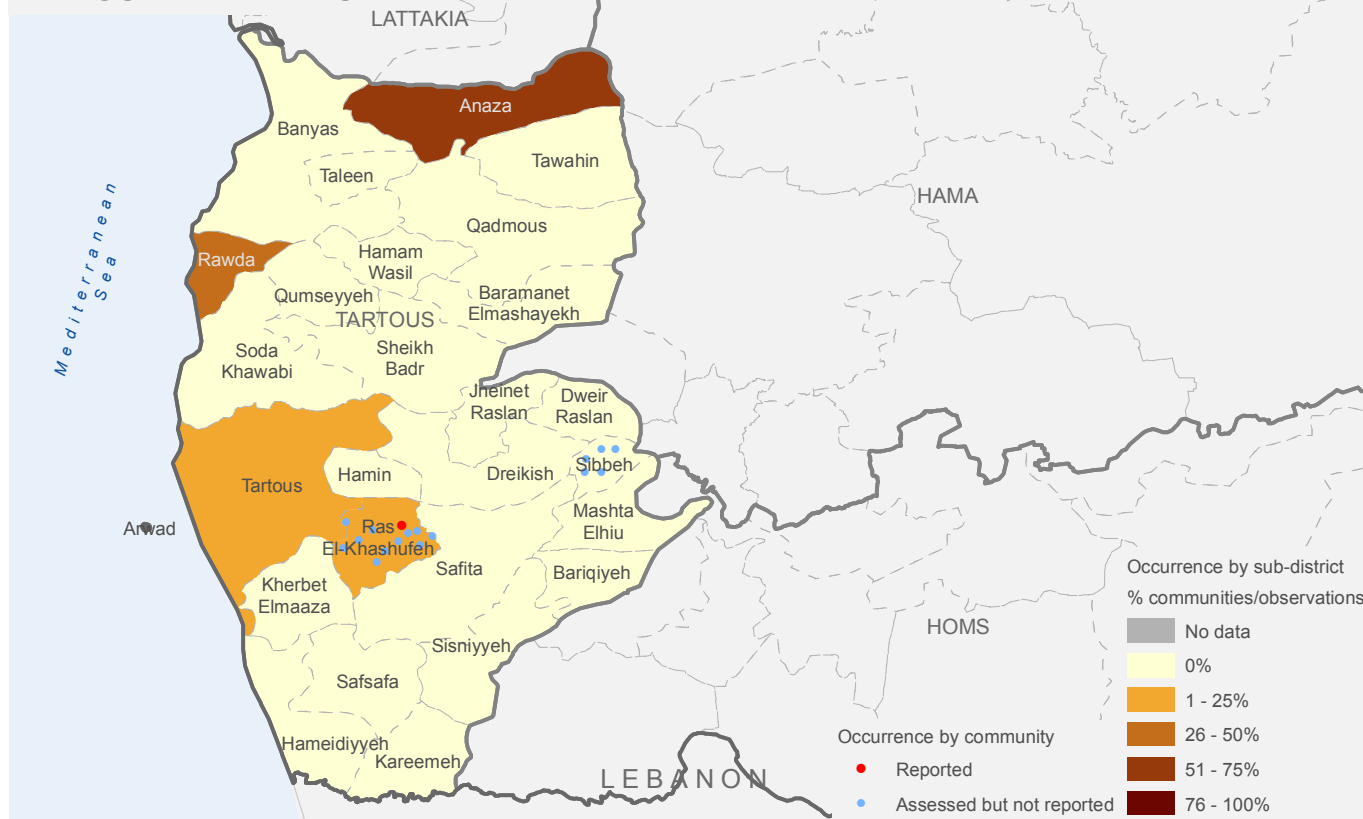 LATTAKIA
Anaza
Banyas
Tawahin
Taleen
HAMA
Mediterranean
Sea
Qadmous
Rawda
Hamam
Wasil
Qumseyyeh
Baramanet
Elmashayekh
TARTOUS
Soda
Khawabi
Sheikh
Badr
Jheinet
Raslan
Dweir
Raslan
Sibbeh
Hamin
Dreikish
Tartous
Mashta
Elhiu
Arwad
Ras
El-Khashufeh
Safita
Bariqiyeh
Kherbet
Elmaaza
HOMS
Sisniyyeh
Safsafa
Hameidiyyeh
Kareemeh
LEBANON
Occurrence by community
Reported
Assessed but not reported
Occurrence by sub-district
% communities/observations
No data
0%
1 - 25%
26 - 50%
51 - 75%
76 - 100%